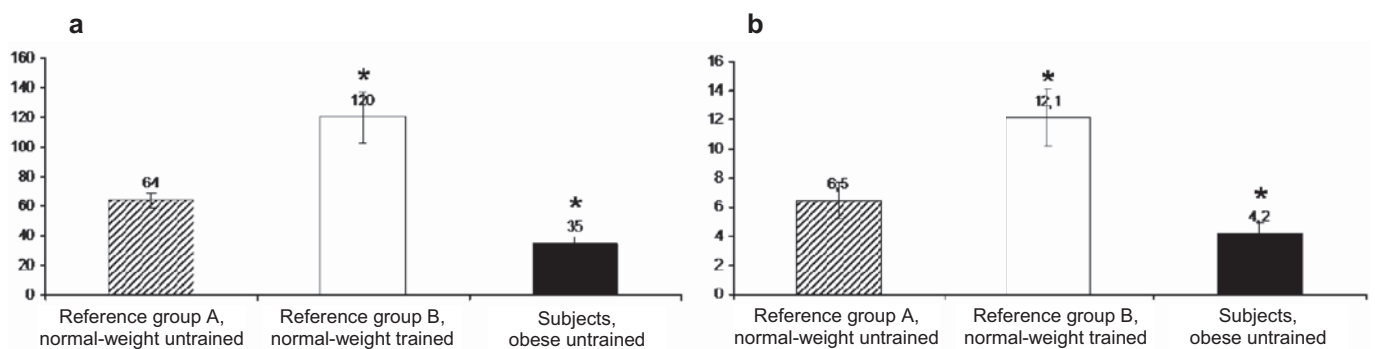 a
160
140
120
100
80
60
40
20
0
64
*
120
*
35
Reference group A,
normal-weight untrained
Reference group B,
normal-weight trained
Subjects,
obese untrained
b
16
14
12
10
8
6
4
2
0
6,5
*
12,1
*
4,2
Reference group A,
normal-weight untrained
Reference group B,
normal-weight trained
Subjects,
obese untrained